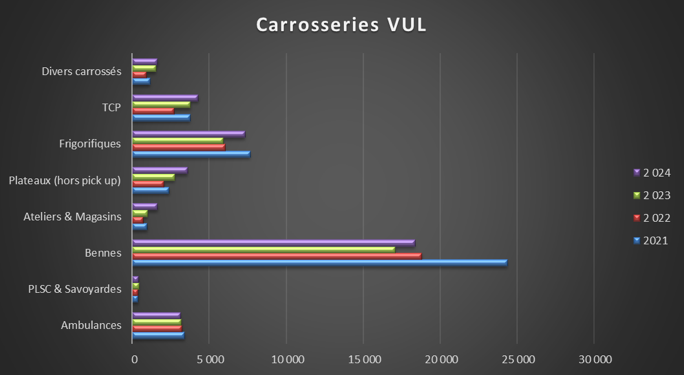 Carrosseries VUL
Divers carrossés
TCP
Frigorifiques
Plateaux (hors pick up)
Ateliers & Magasins
Bennes
PLSC & Savoyardes
Ambulances
0 5 000 10 000 15 000 20 000 25 000 30 000
2 024
2 023
2 022
2021